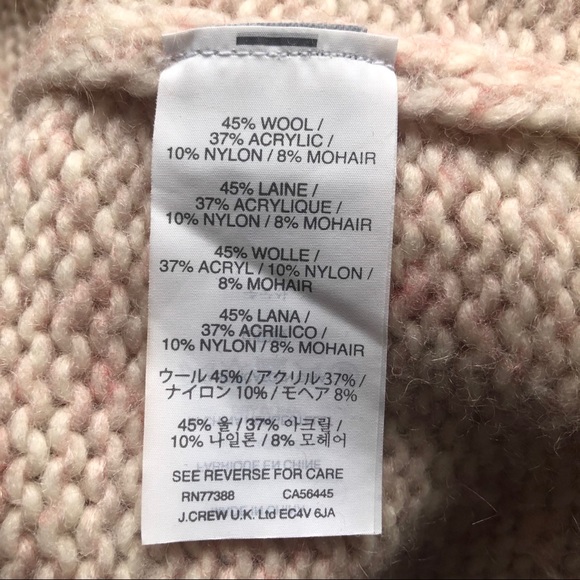 45% WOOL /
37% ACRYLIC /
10% NYLON / 8% MOHAIR
45% LAINE /
37% ACRYLIQUE /
10% NYLON / 8% MOHAIR
45% WOLLE /
37% ACRYL / 10% NYLON /
8% MOHAIR
45% LANA /
37% ACRILICO /
10% NYLON / 8% MOHAIR
ウール 45% / アクリル 37% /
ナイロン 10% / モヘア 8%
45% 울 / 37% 아크릴 /
10% 나일론 / 8% 모헤어
FABRIQUE EN CHINE
SEE REVERSE FOR CARE
RN77388 CA56445
J.CREW U.K. Ltd EC4V 6JA